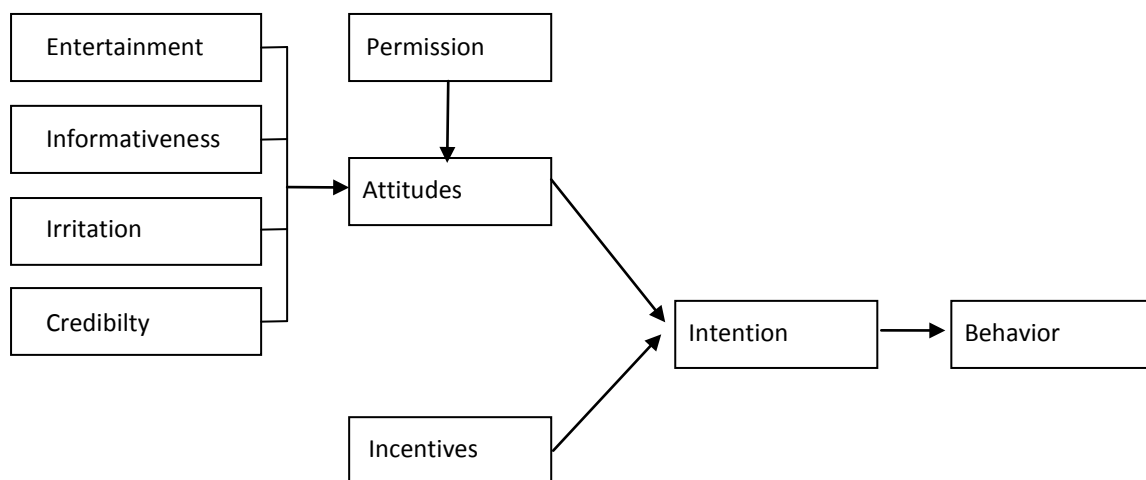 Entertainment
Permission
Informativeness
Attitudes
Irritation
Credibilty
Intention
Behavior
Incentives